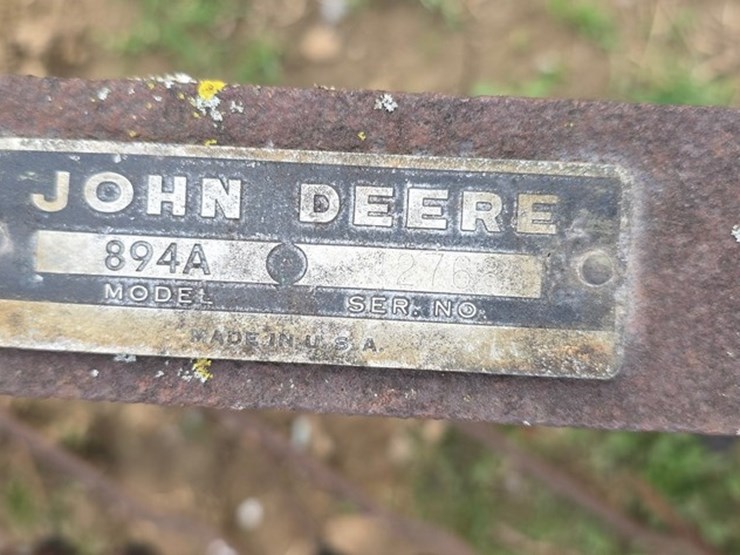 JOHN DEERE
894A
MODEL SER. NO.
MADE IN U.S.A.